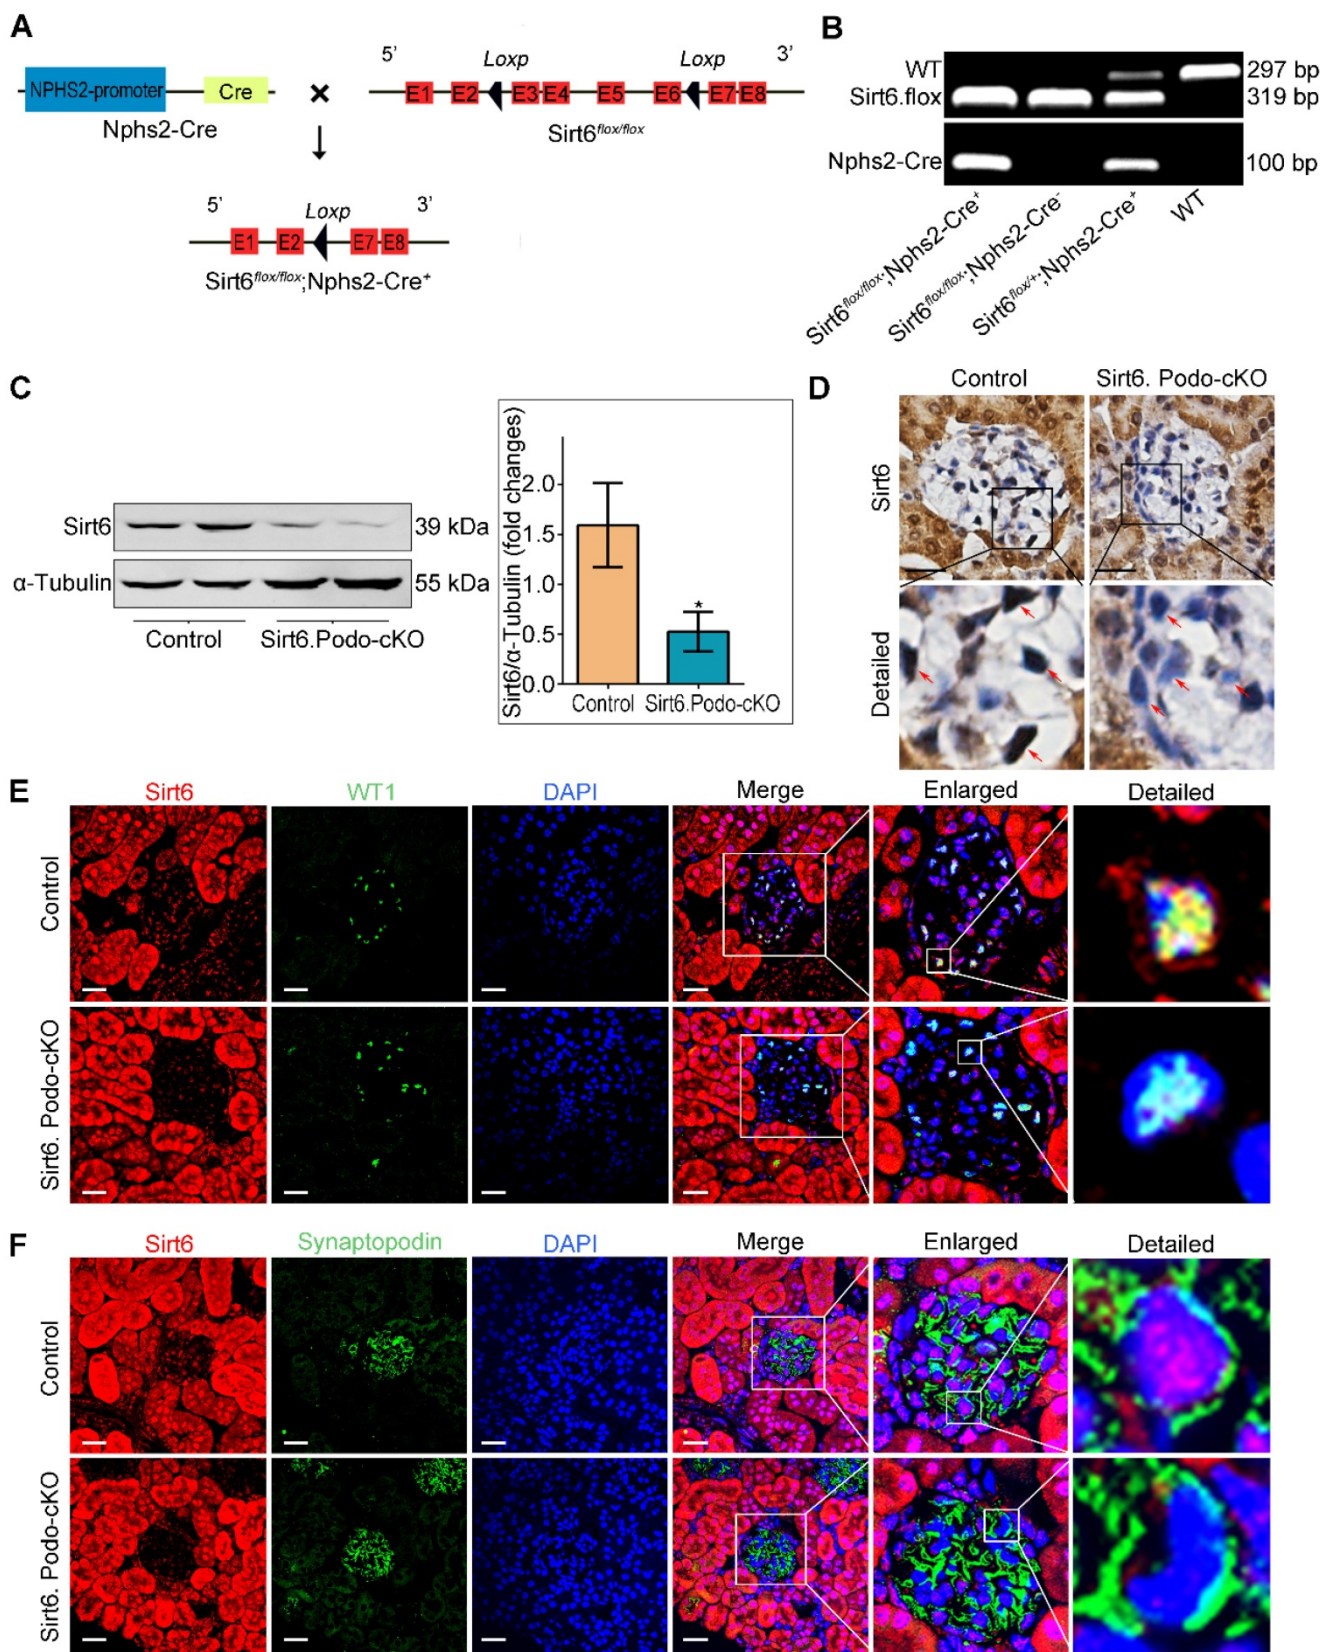 A
5’ Loxp Loxp 3’
NPHS2-promoter Cre E1 E2 E3 E4 E5 E6 E7 E8
Nphs2-Cre Sirt6flox/flox
5’ Loxp 3’
E1 E2 E7 E8
Sirt6flox/flox;Nphs2-Cre+
B
WT 297 bp
Sirt6.flox 319 bp
Nphs2-Cre 100 bp
Sirt6flox/flox;Nphs2-Cre+
Sirt6flox/flox;Nphs2-Cre-
Sirt6flox/+;Nphs2-Cre+
WT
C
Sirt6 39 kDa
α-Tubulin 55 kDa
Control Sirt6.Podo-cKO
Sirt6/α-Tubulin (fold changes)
2.0
1.5
1.0
*
0.5
0.0
Control Sirt6.Podo-cKO
D
Control Sirt6. Podo-cKO
Sirt6
Detailed
E
Sirt6 WT1 DAPI Merge Enlarged Detailed
Control
Sirt6. Podo-cKO
F
Sirt6 Synaptopodin DAPI Merge Enlarged Detailed
Control
Sirt6. Podo-cKO